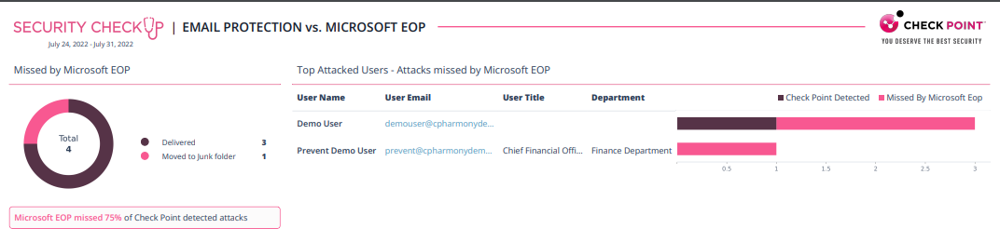 SECURITY CHECKUP | EMAIL PROTECTION vs. MICROSOFT EOP
July 24, 2022 - July 31, 2022
CHECK POINT™
YOU DESERVE THE BEST SECURITY
Missed by Microsoft EOP
Total
4
Delivered 3
Moved to Junk folder 1
Microsoft EOP missed 75% of Check Point detected attacks
Top Attacked Users - Attacks missed by Microsoft EOP
User Name User Email User Title Department
Check Point Detected Missed By Microsoft Eop
Demo User demouser@cpharmonyde...
Prevent Demo User prevent@cpharmonydem... Chief Financial Offi... Finance Department
0.5 1 1.5 2 2.5 3